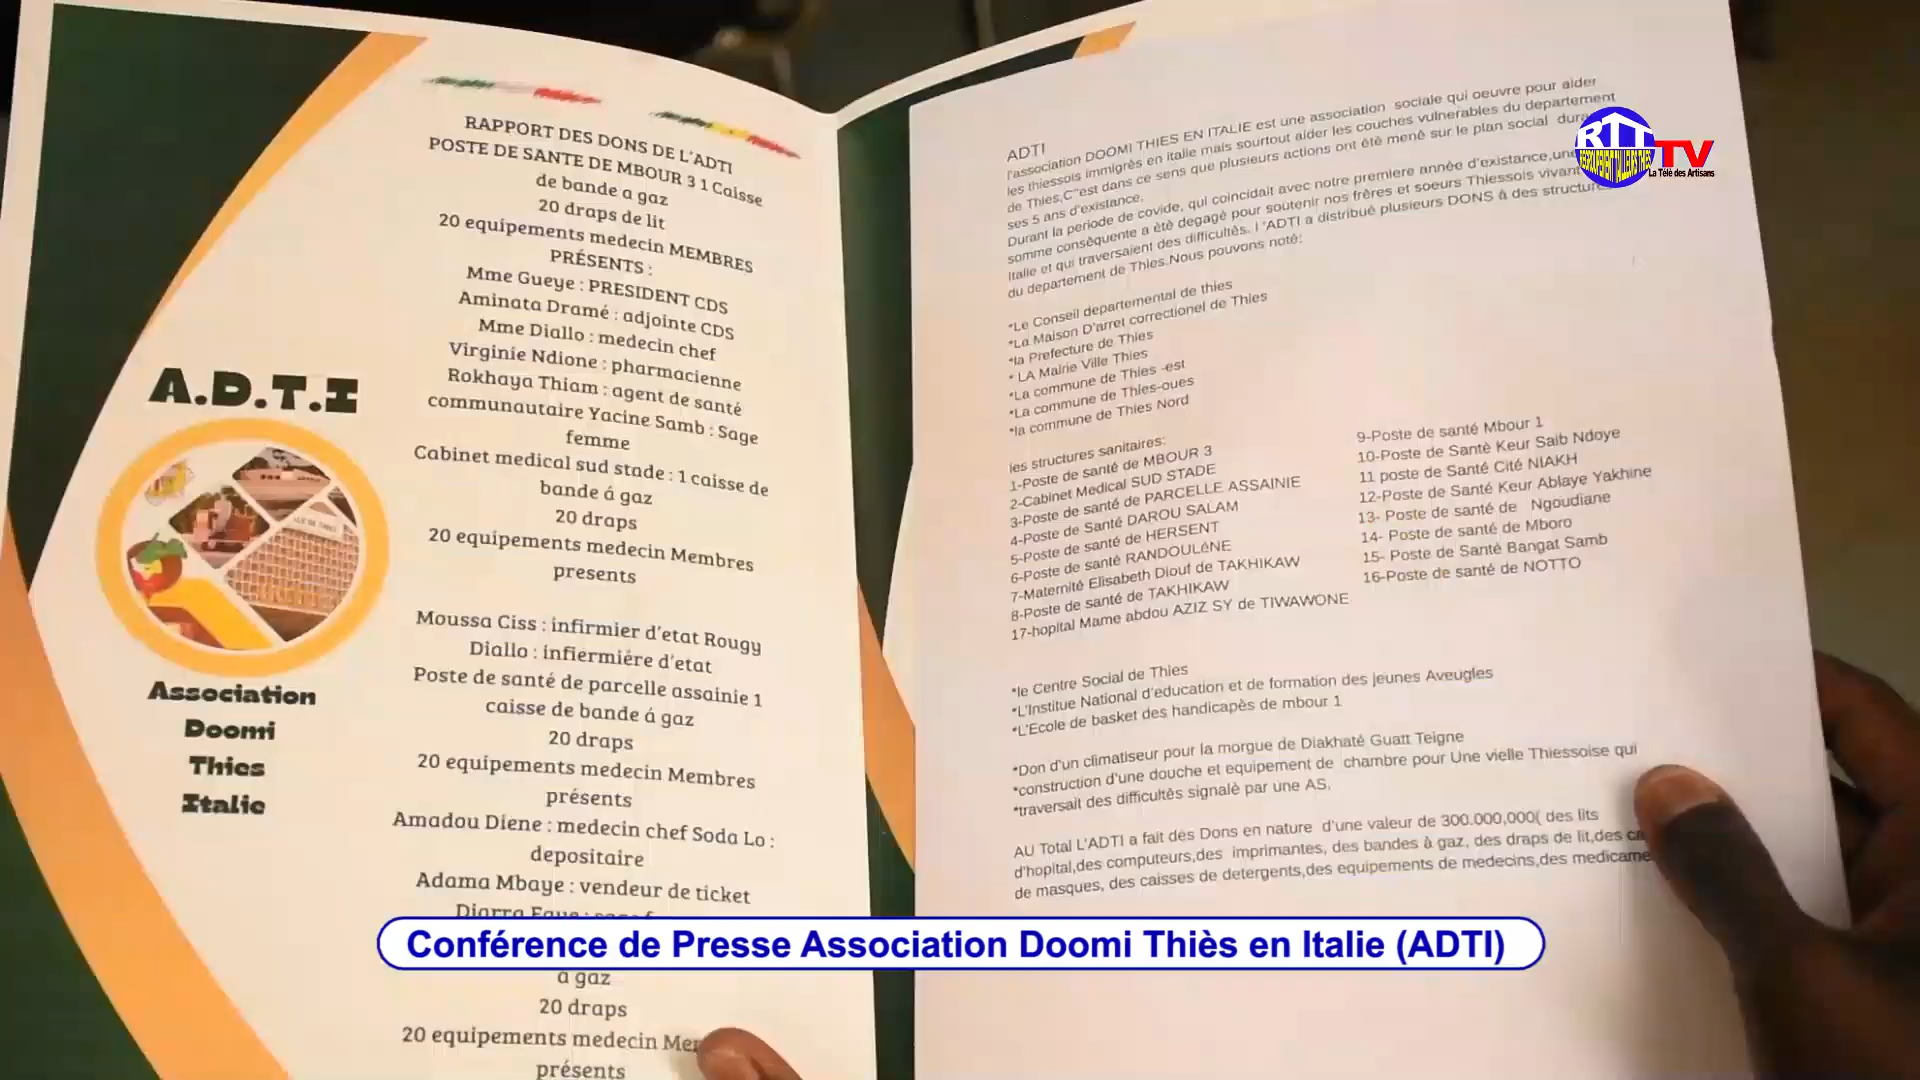 RAPPORT DES DONS DE L'ADTI
POSTE DE SANTE DE MBOUR 3 1 Caisse
de bande a gaz
20 draps de lit
20 equipements medecin MEMBRES
PRÉSENTS :
Mme Gueye : PRESIDENT CDS
Aminata Dramé : adjointe CDS
Mme Diallo : medecin chef
Virginie Ndione : pharmacienne
Rokhaya Thiam : agent de santé
communautaire Yacine Samb : Sage
femme
Cabinet medical sud stade : 1 caisse de
bande á gaz
20 draps
20 equipements medecin Membres
presents
Moussa Ciss : infirmier d'etat Rougy
Diallo : infiermiére d'etat
Poste de santé de parcelle assainie 1
caisse de bande á gaz
20 draps
20 equipements medecin Membres
présents
Amadou Diene : medecin chef Soda Lo :
depositaire
Adama Mbaye : vendeur de ticket
Diarra Faye :
á gaz
20 draps
20 equipements medecin
présents
A.D.T.I
Association
Doomi
Thies
Italie
ADTI
l'association DOOMI THIES EN ITALIE est une association sociale qui oeuvre pour aider
les thiessois immigrès en italie mais sourtout aider les couches vulnerables du departement
de Thies,C"est dans ce sens que plusieurs actions ont été menè sur le plan social
ses 5 ans d'existance.
Durant la periode de covide, qui coincidait avec notre premiere année d'existance,une
somme consèquente a ètè degagè pour soutenir nos frères et soeurs Thiessois vivant
Italie et qui traversaient des difficultès. l 'ADTI a distribuè plusieurs DONS à des
du departement de Thies.Nous pouvons notè:
*Le Conseil departemental de thies
*La Maison D'arret correctionel de Thies
*la Prefecture de Thies
* LA Mairie Ville Thies
*La commune de Thies -est
*La commune de Thies-oues
*la commune de Thies Nord
les structures sanitaires:
1-Poste de santè de MBOUR 3
2-Cabinet Medical SUD STADE
3-Poste de santé de PARCELLE ASSAINIE
4-Poste de Santé DAROU SALAM
5-Poste de santé de HERSENT
6-Poste de santé RANDOULéNE
7-Maternité Elisabeth Diouf de TAKHIKAW
8-Poste de santé de TAKHIKAW
17-hopital Mame abdou AZIZ SY de TIWAWONE
9-Poste de santé Mbour 1
10-Poste de Santè Keur Saib Ndoye
11 poste de Santé Cité NIAKH
12-Poste de Santé Keur Ablaye Yakhine
13- Poste de santé de Ngoudiane
14- Poste de santé de Mboro
15- Poste de Santé Bangat Samb
16-Poste de santé de NOTTO
*le Centre Social de Thies
*L'Institue National d'education et de formation des jeunes Aveugles
*L'Ecole de basket des handicapès de mbour 1
*Don d'un climatiseur pour la morgue de Diakhaté Guatt Teigne
*construction d'une douche et equipement de chambre pour Une vielle Thiessoise qui
*traversait des difficultès signalè par une AS.
AU Total L'ADTI a fait des Dons en nature d'une valeur de 300.000,000( des lits
d'hopital,des computeurs,des imprimantes, des bandes à gaz, des draps de lit,des
de masques, des caisses de detergents,des equipements de medecins,des
RTT TV
REGROUPEMENT TAILLEURS THIES
La Télé des Artisans
Conférence de Presse Association Doomi Thiès en Italie (ADTI)